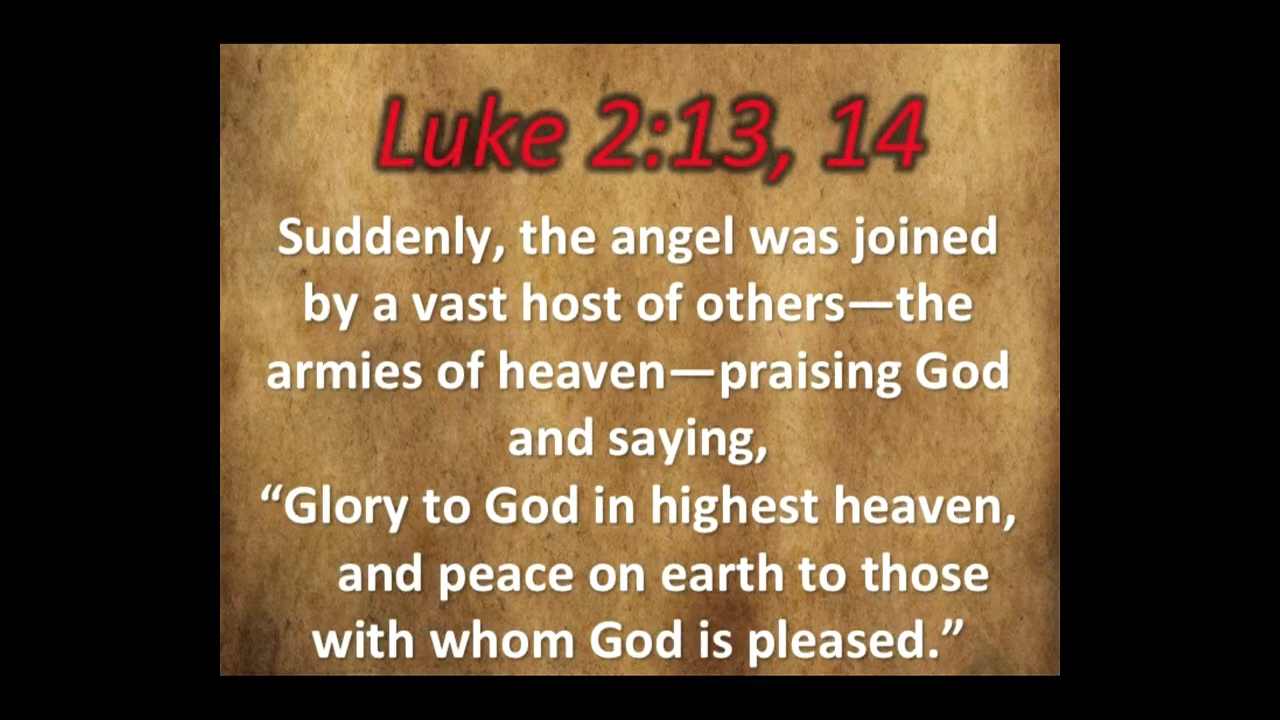 Luke 2:13, 14
Suddenly, the angel was joined
by a vast host of others—the
armies of heaven—praising God
and saying,
“Glory to God in highest heaven,
and peace on earth to those
with whom God is pleased.”